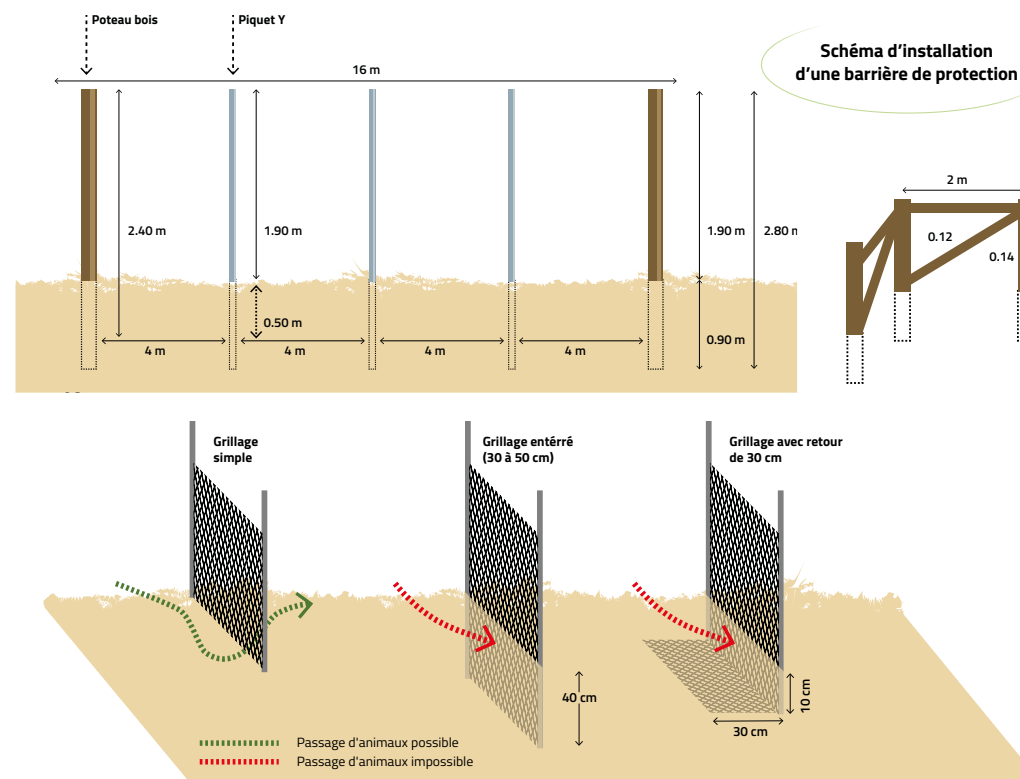 Poteau bois
Piquet Y
Schéma d’installation
d’une barrière de protection
16 m
2 m
2.40 m
1.90 m
1.90 m
2.80 m
0.12
0.14
0.50 m
0.90 m
4 m
4 m
4 m
4 m
Grillage
simple
Grillage entérré
(30 à 50 cm)
Grillage avec retour
de 30 cm
40 cm
10 cm
30 cm
Passage d'animaux possible
Passage d'animaux impossible